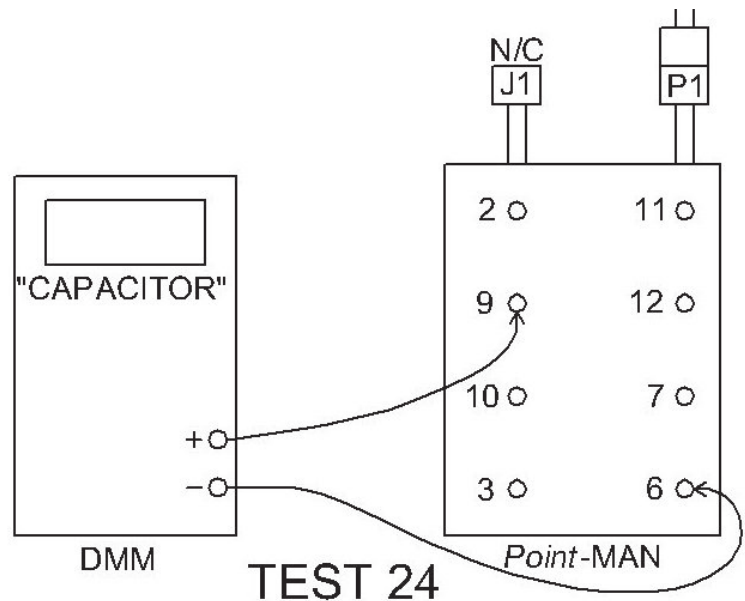 N/C
J1
P1
"CAPACITOR"
2
11
9
12
10
7
3
6
+
−
DMM
Point-MAN
TEST 24